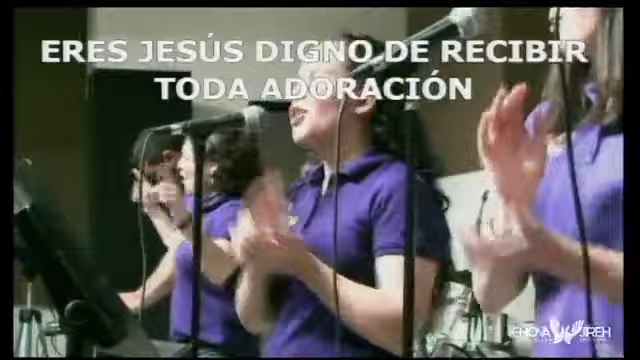 ERES JESÚS DIGNO DE RECIBIR
TODA ADORACIÓN